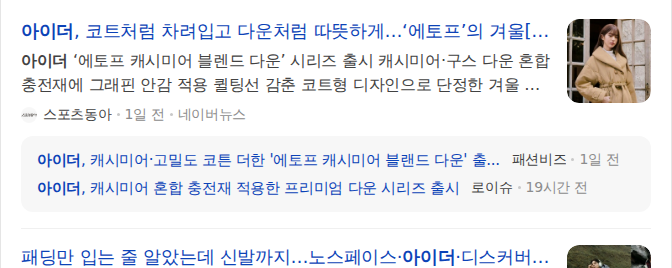 아이더, 코트처럼 차려입고 다운처럼 따뜻하게...'에토프'의 겨울[...
아이더 '에토프 캐시미어 블렌드 다운' 시리즈 출시 캐시미어·구스 다운 혼합
충전재에 그래핀 안감 적용 퀼팅선 감춘 코트형 디자인으로 단정한 겨울 ...
스포츠동아 · 1일 전 · 네이버뉴스
아이더, 캐시미어·고밀도 코튼 더한 '에토프 캐시미어 블랜드 다운' 출... 패션비즈 · 1일 전
아이더, 캐시미어 혼합 충전재 적용한 프리미엄 다운 시리즈 출시 로이슈 · 19시간 전
패딩만 입는 줄 알았는데 신발까지...노스페이스·아이더·디스커버...